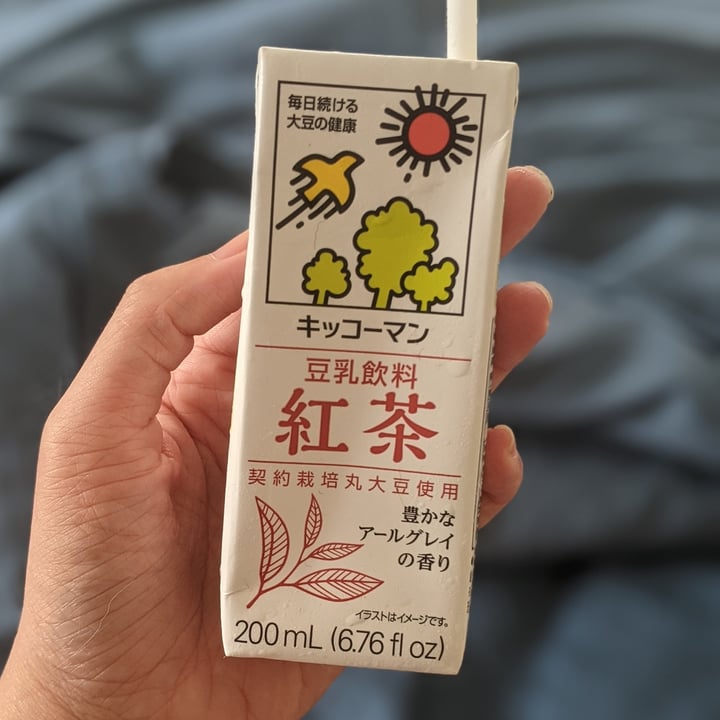 毎日続ける
大豆の健康
キッコーマン
豆乳飲料
紅茶
契約栽培丸大豆使用
豊かな
アールグレイ
の香り
イラストはイメージです。
200 mL (6.76 fl oz)